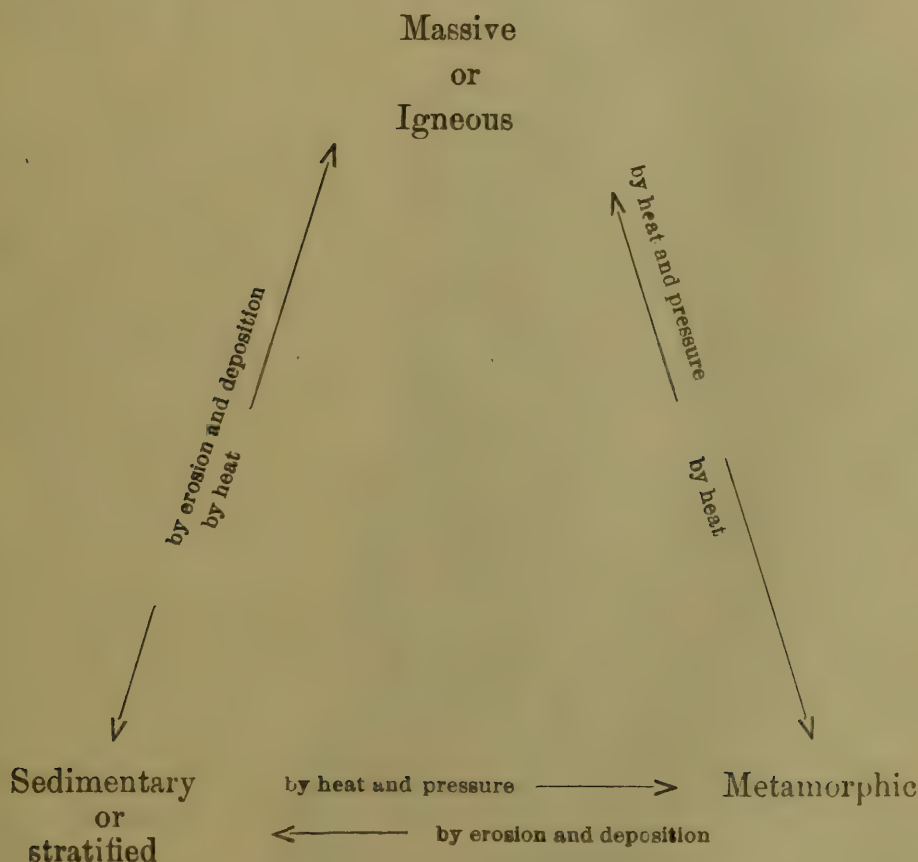 Massive
or
Igneous
by erosion and deposition
by heat
by heat and pressure
by heat
Sedimentary
or
stratified
by heat and pressure
by erosion and deposition
Metamorphic